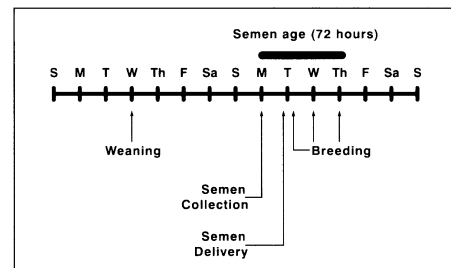 Semen age (72 hours)
S M T W Th F Sa S M T W Th F Sa S
Weaning
Breeding
Semen
Collection
Semen
Delivery